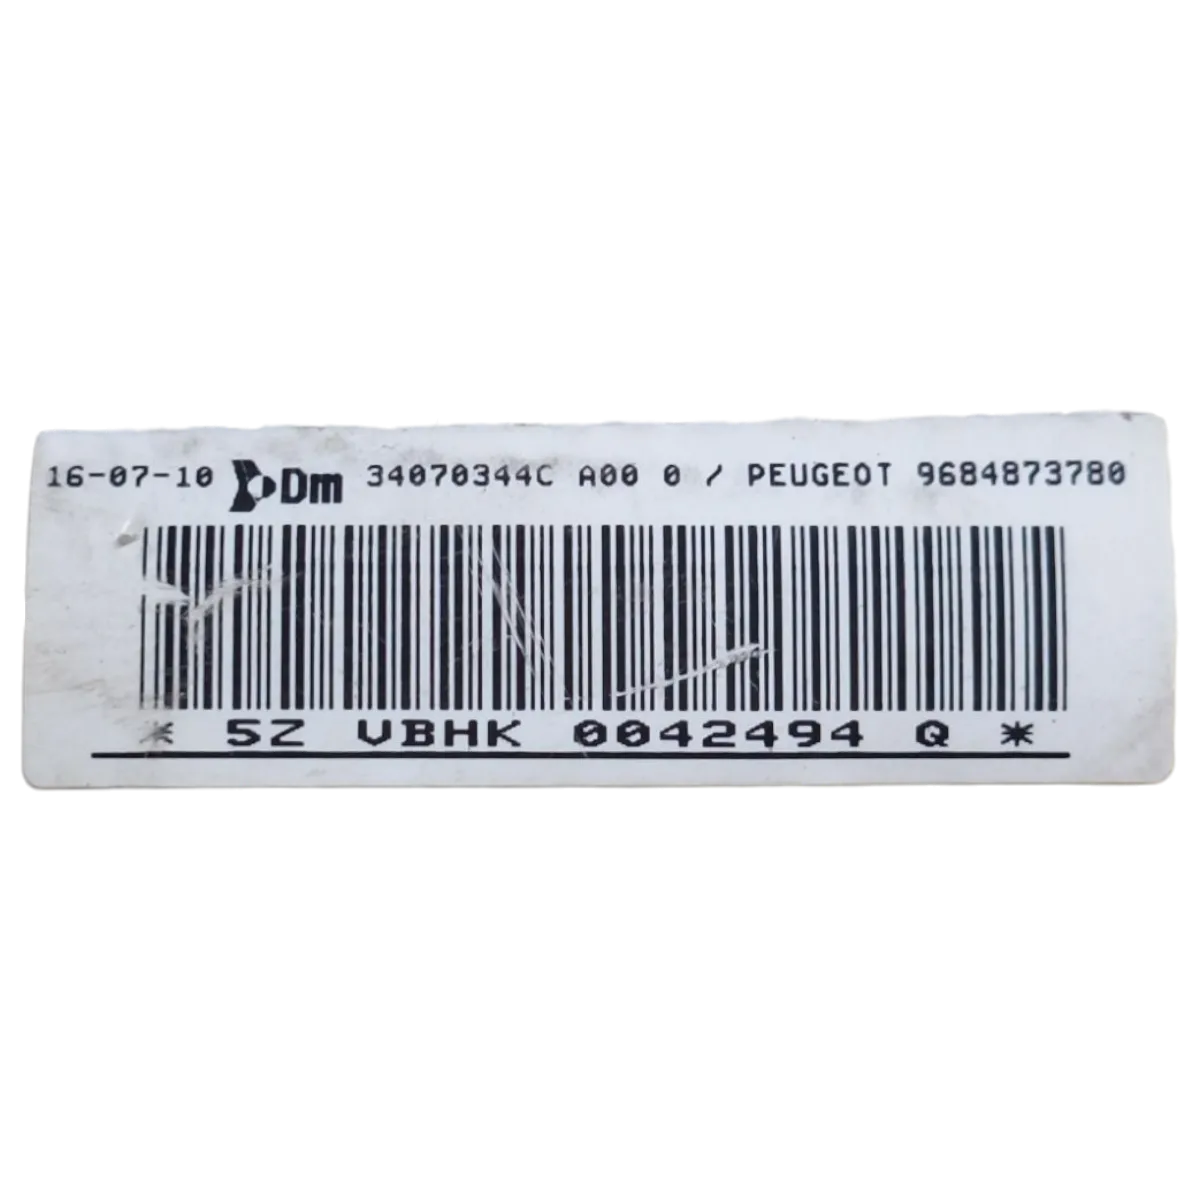 16-07-10 Dm 34070344C A00 0 / PEUGEOT 9684873780
* 5Z VBHK 0042494 Q *